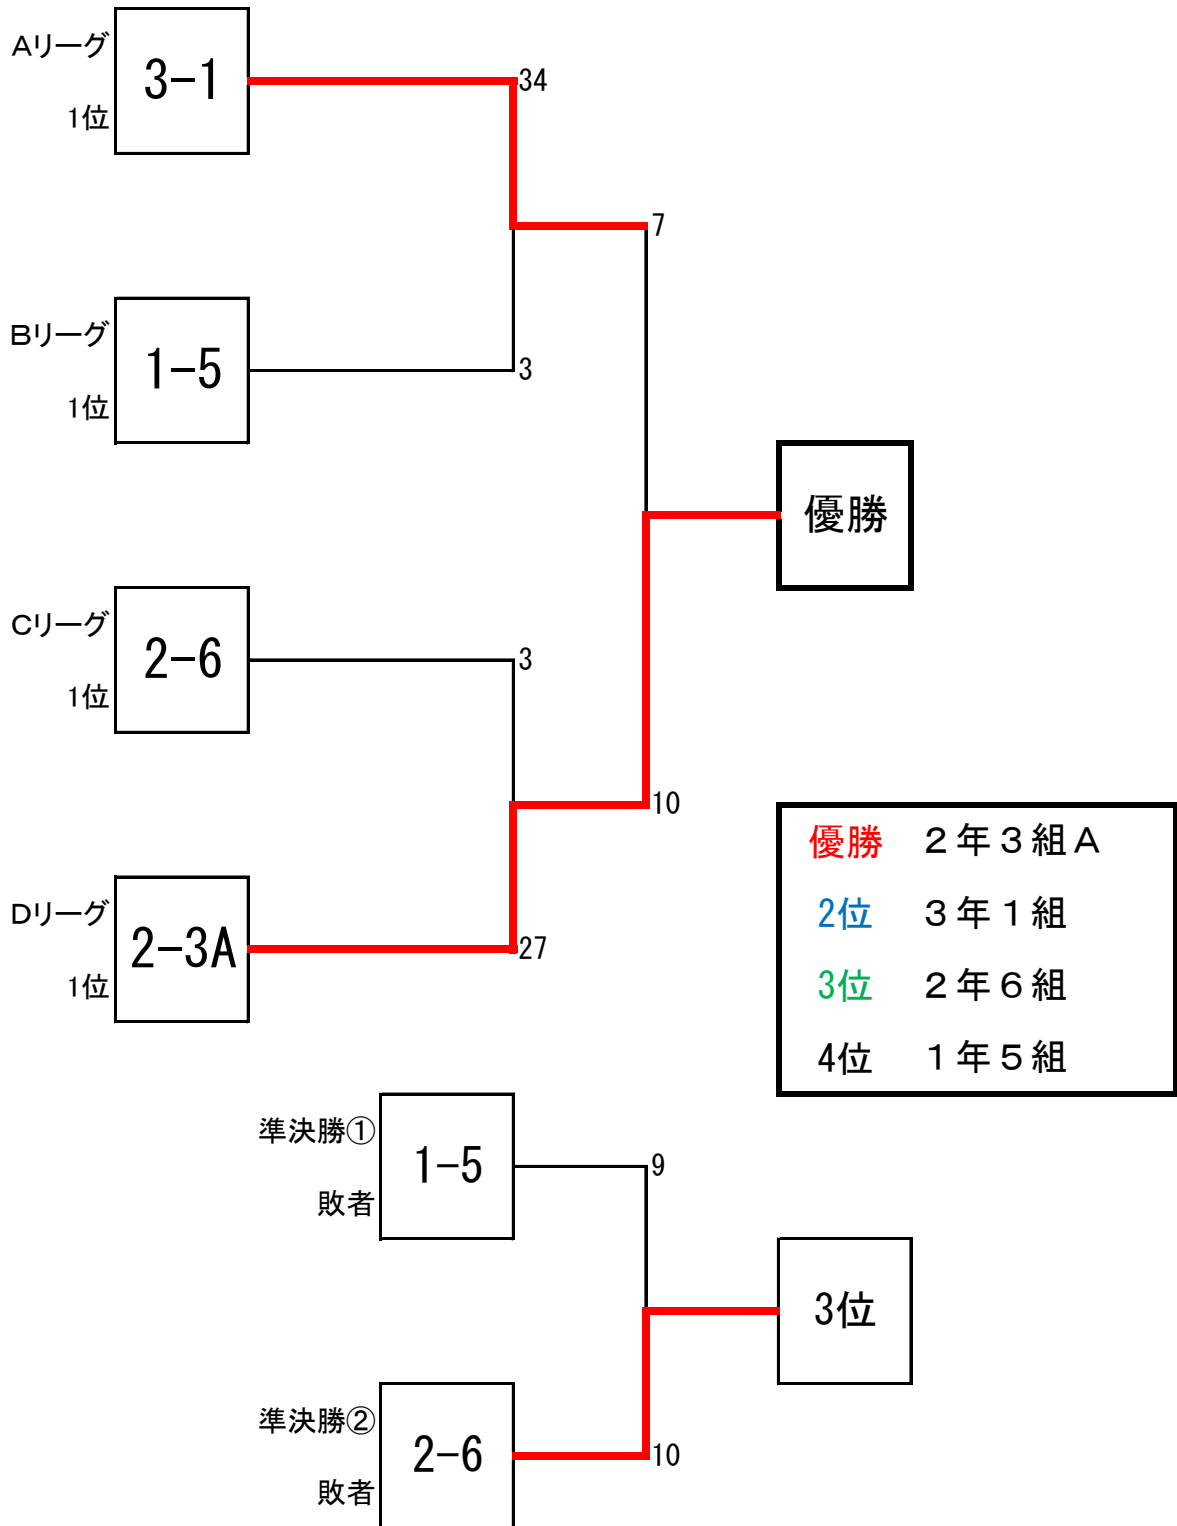 Aリーグ
1位
3-1
34
7
Bリーグ
1位
1-5
3
優勝
Cリーグ
1位
2-6
3
10
Dリーグ
1位
2-3A
27
優勝 2年3組A
2位 3年1組
3位 2年6組
4位 1年5組
準決勝①
敗者
1-5
9
3位
準決勝②
敗者
2-6
10